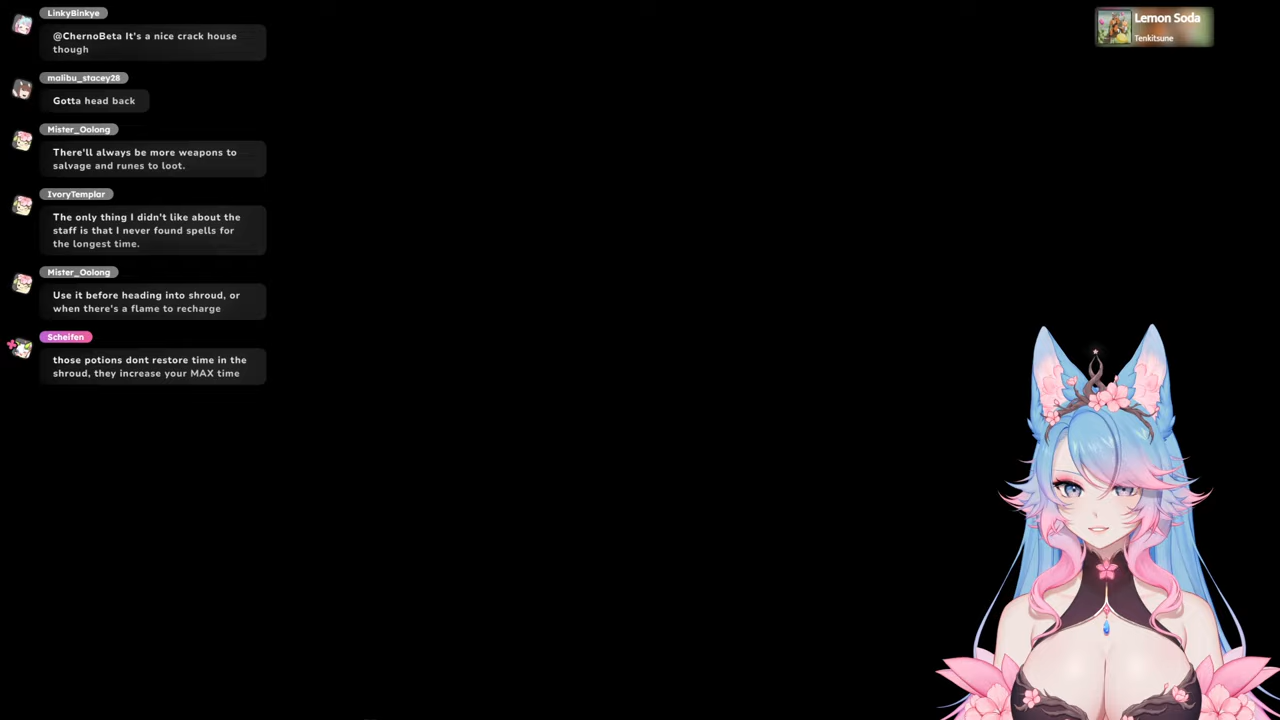 LinkyBinkye
@ChernoBeta It's a nice crack house
though
malibu_stacey28
Gotta head back
Mister_Oolong
There'll always be more weapons to
salvage and runes to loot.
IvoryTemplar
The only thing I didn't like about the
staff is that I never found spells for
the longest time.
Mister_Oolong
Use it before heading into shroud, or
when there's a flame to recharge
Scheifen
those potions dont restore time in the
shroud, they increase your MAX time
Lemon Soda
Tenkitsune